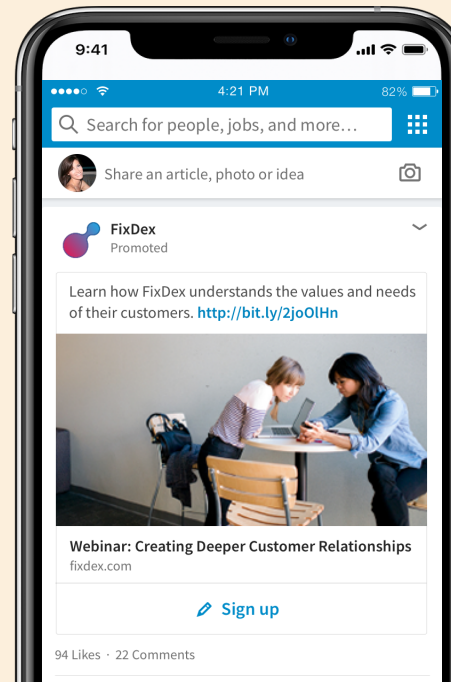 9:41
4:21 PM 82%
Search for people, jobs, and more…
Share an article, photo or idea
FixDex
Promoted
Learn how FixDex understands the values and needs
of their customers. http://bit.ly/2joOlHn
Webinar: Creating Deeper Customer Relationships
fixdex.com
Sign up
94 Likes · 22 Comments